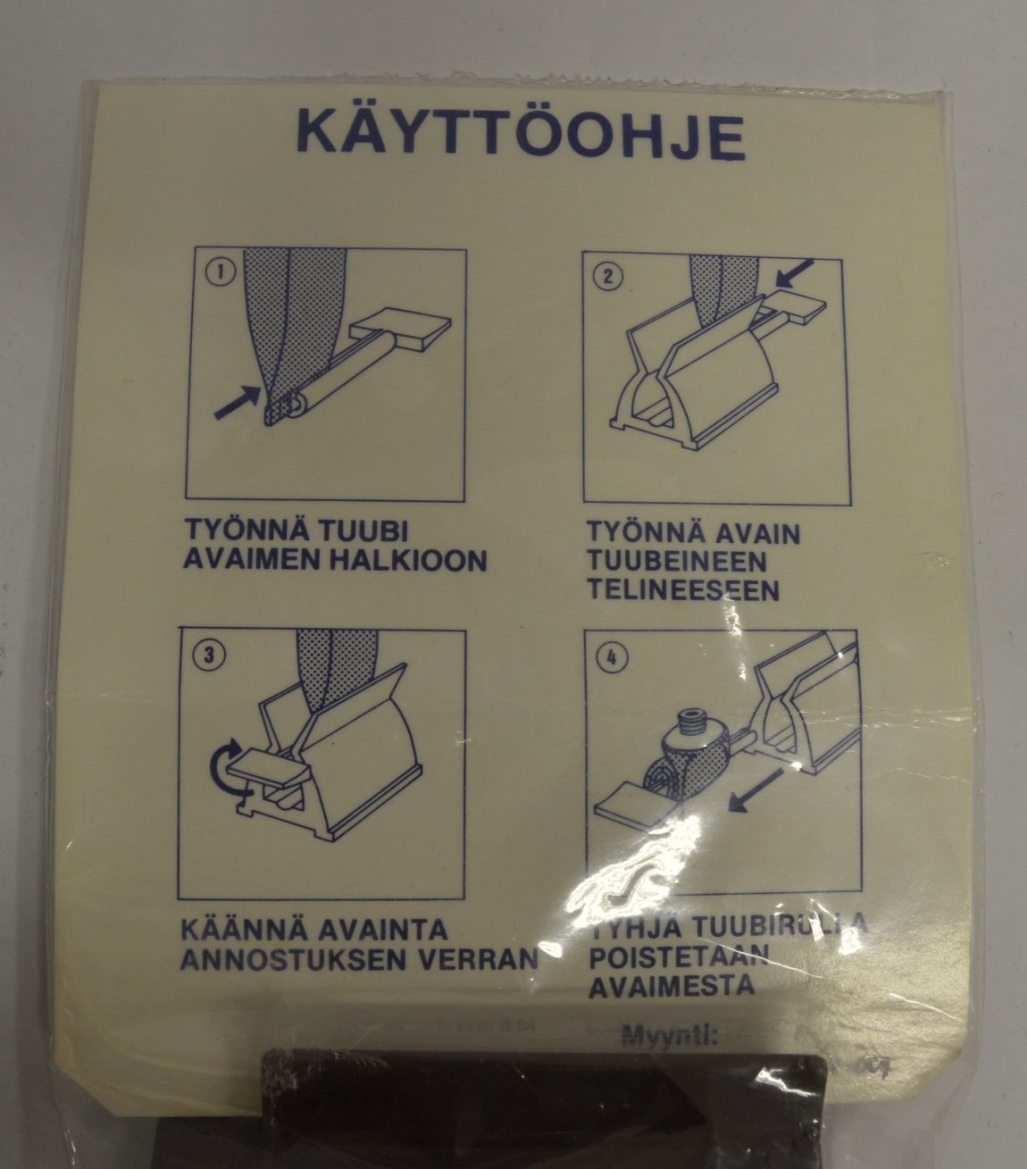 KÄYTTÖOHJE
1
TYÖNNÄ TUUBI
AVAIMEN HALKIOON
2
TYÖNNÄ AVAIN
TUUBEINEEN
TELINEESEEN
3
KÄÄNNÄ AVAINTA
ANNOSTUKSEN VERRAN
4
TYHJÄ TUUBIRULLA
POISTETAAN
AVAIMESTA
Myynti: